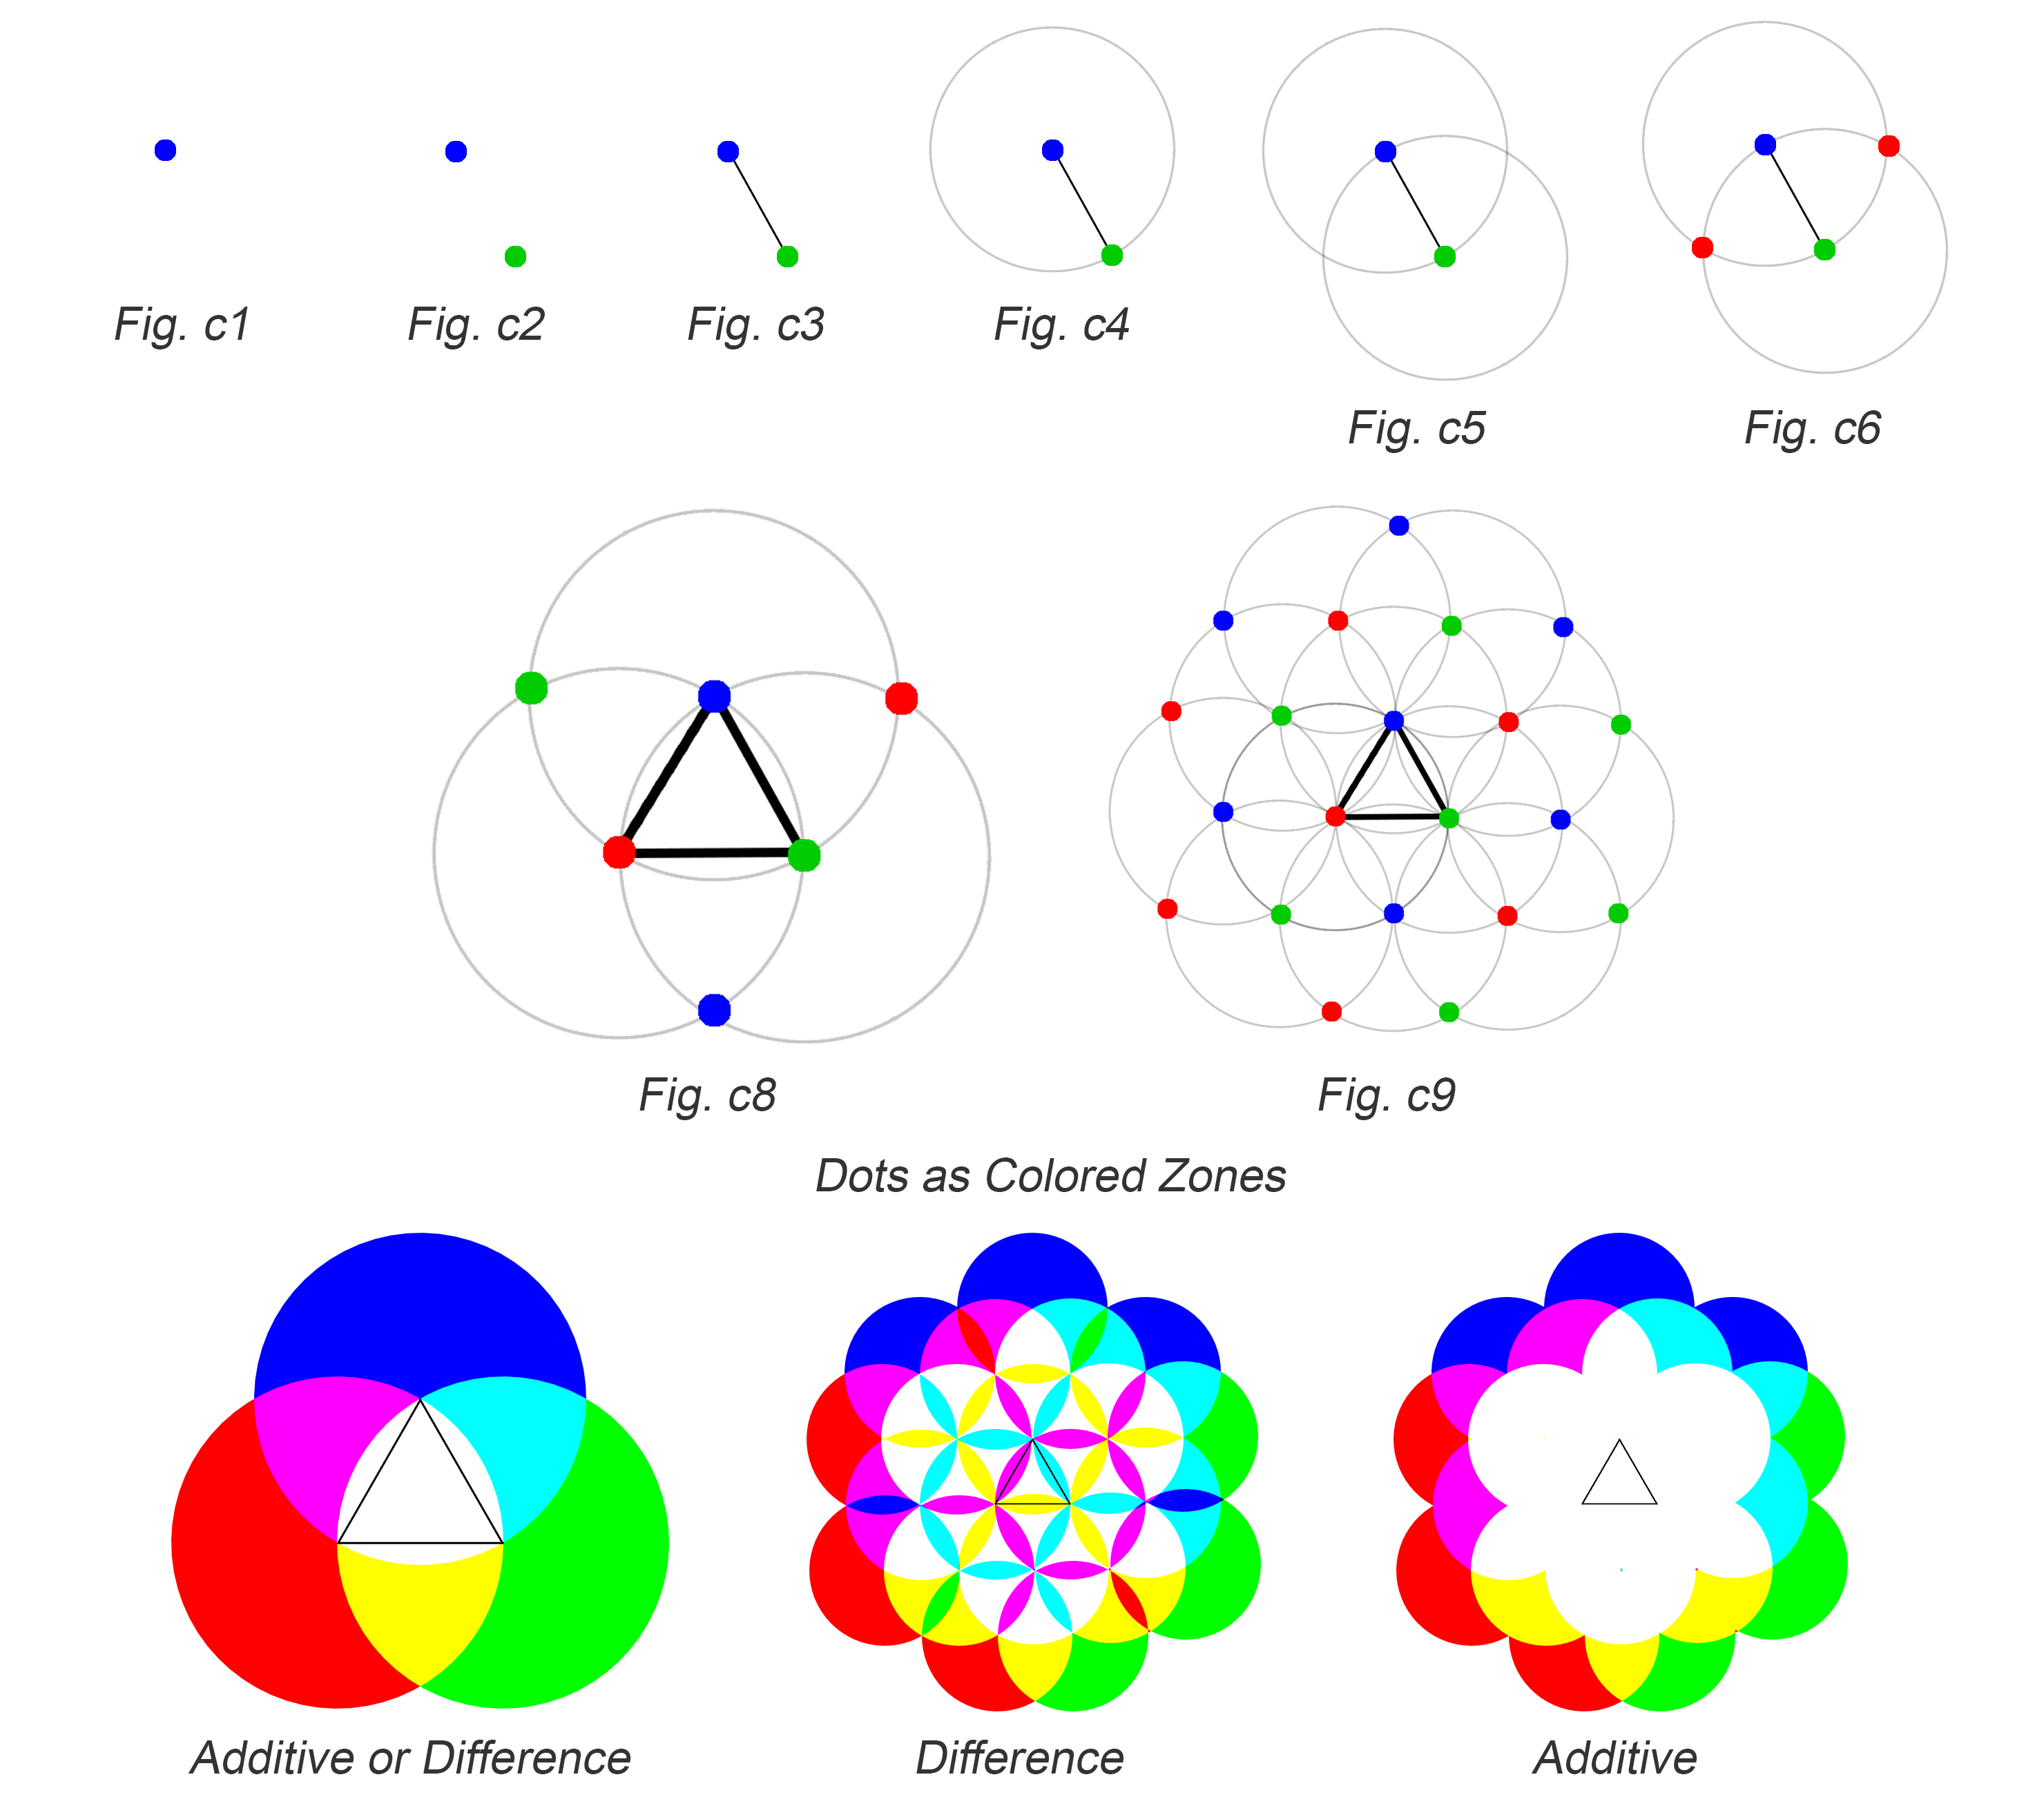 Fig. c1
Fig. c2
Fig. c3
Fig. c4
Fig. c5
Fig. c6
Fig. c8
Fig. c9
Dots as Colored Zones
Additive or Difference
Difference
Additive